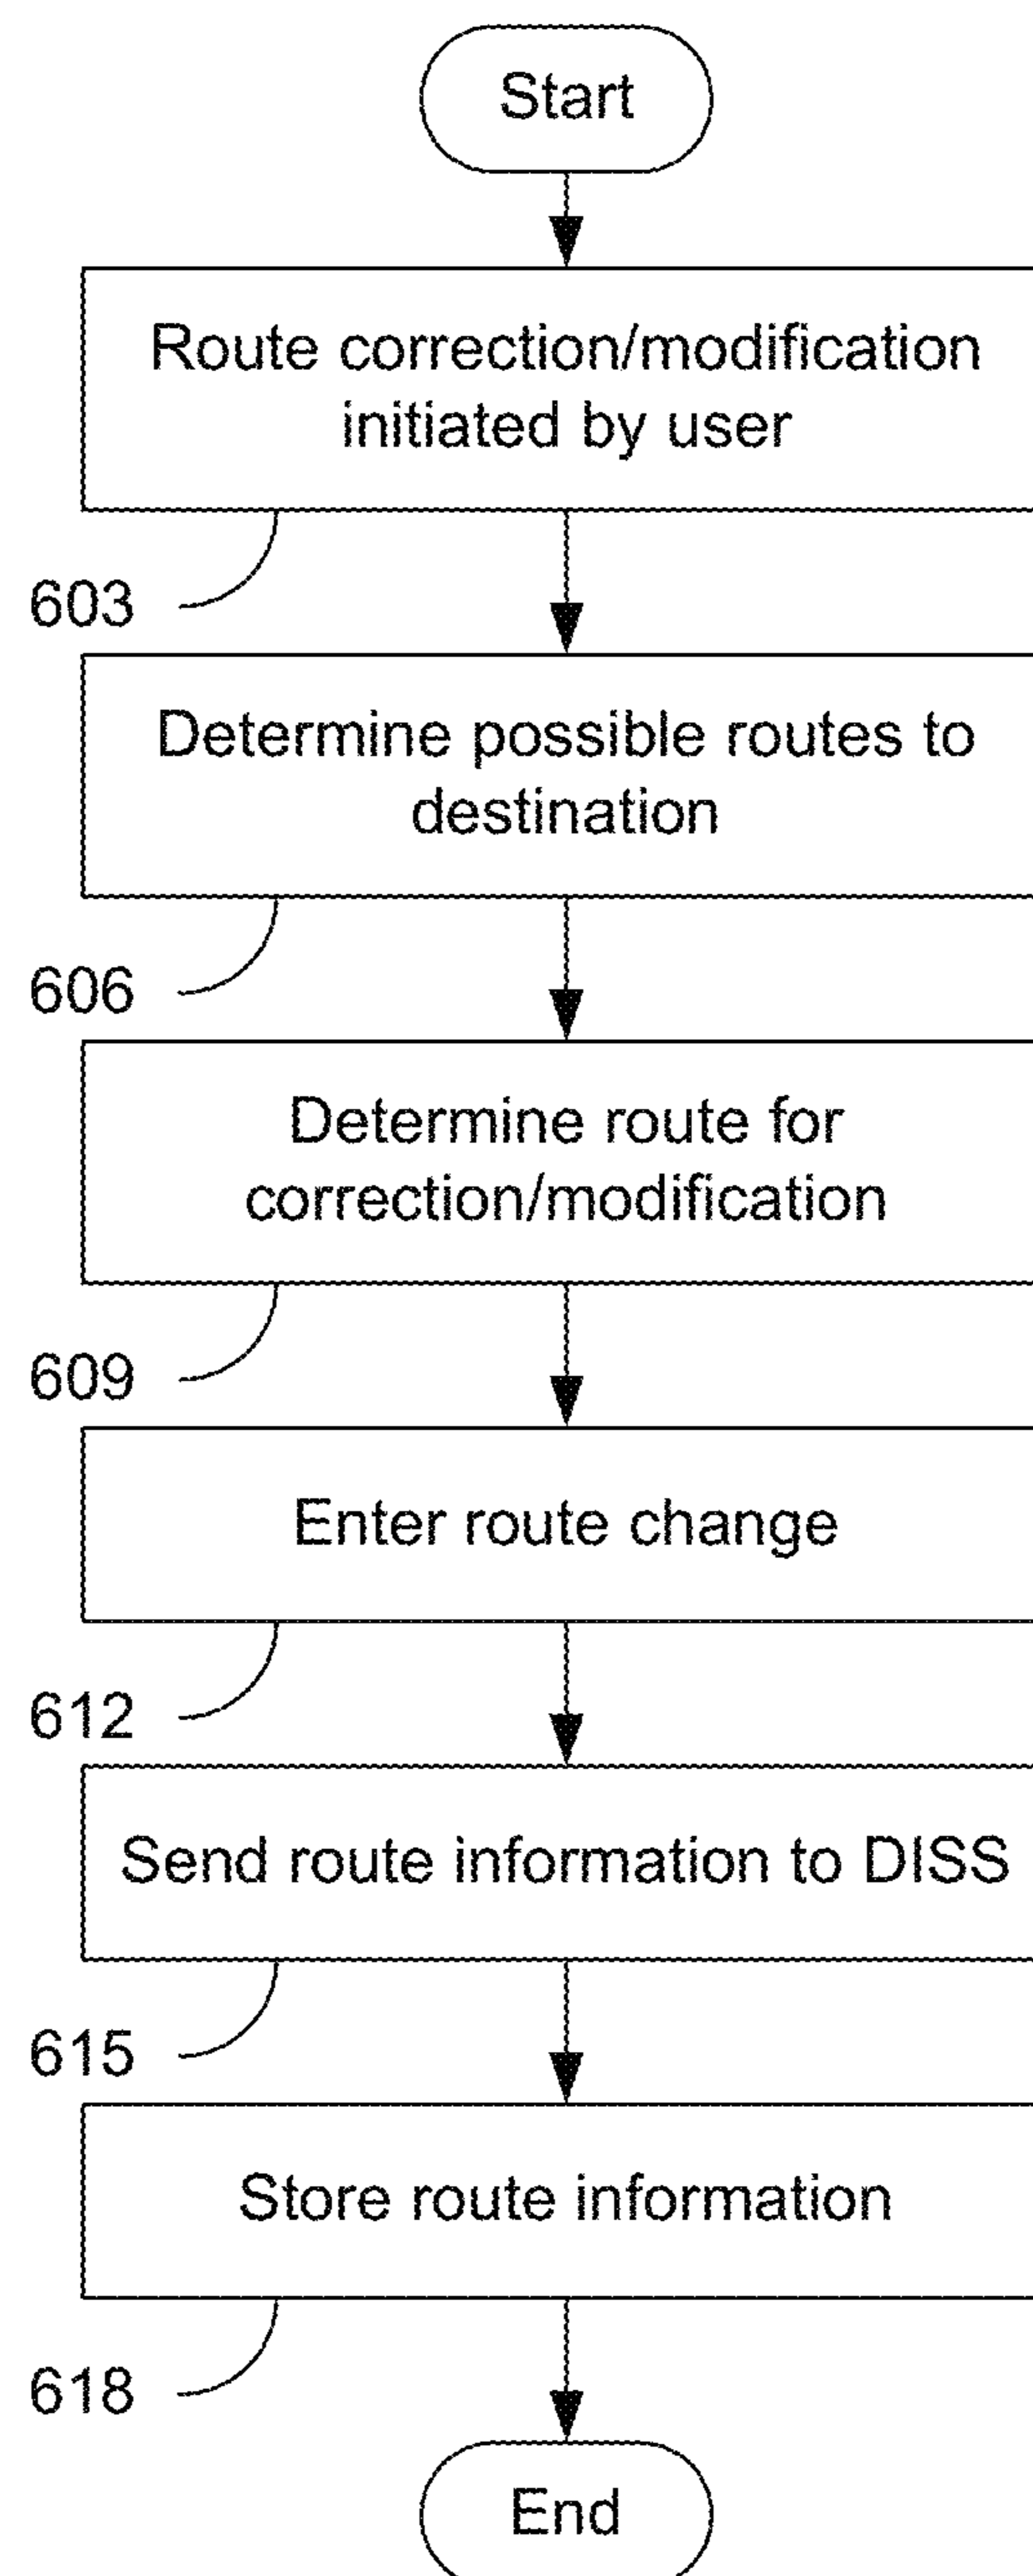 Start
Route correction/modification
initiated by user
603
Determine possible routes to
destination
606
Determine route for
correction/modification
609
Enter route change
612
Send route information to DISS
615
Store route information
618
End